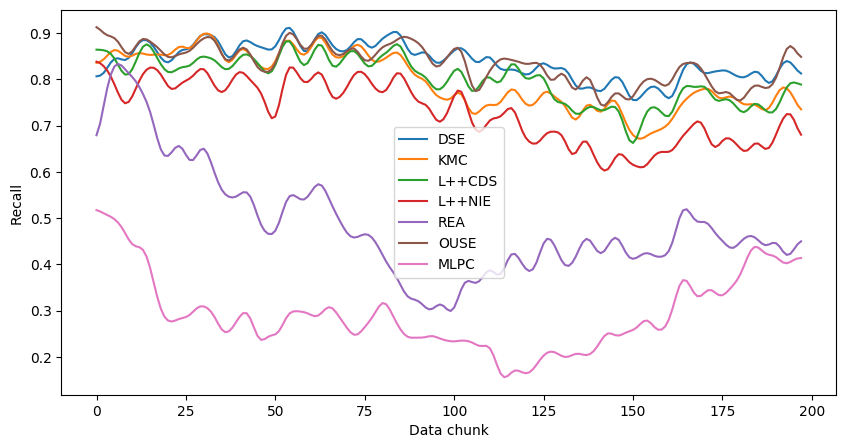 0.9
0.8
0.7
0.6
0.5
0.4
0.3
0.2
Recall
DSE
KMC
L++CDS
L++NIE
REA
OUSE
MLPC
0 25 50 75 100 125 150 175 200
Data chunk